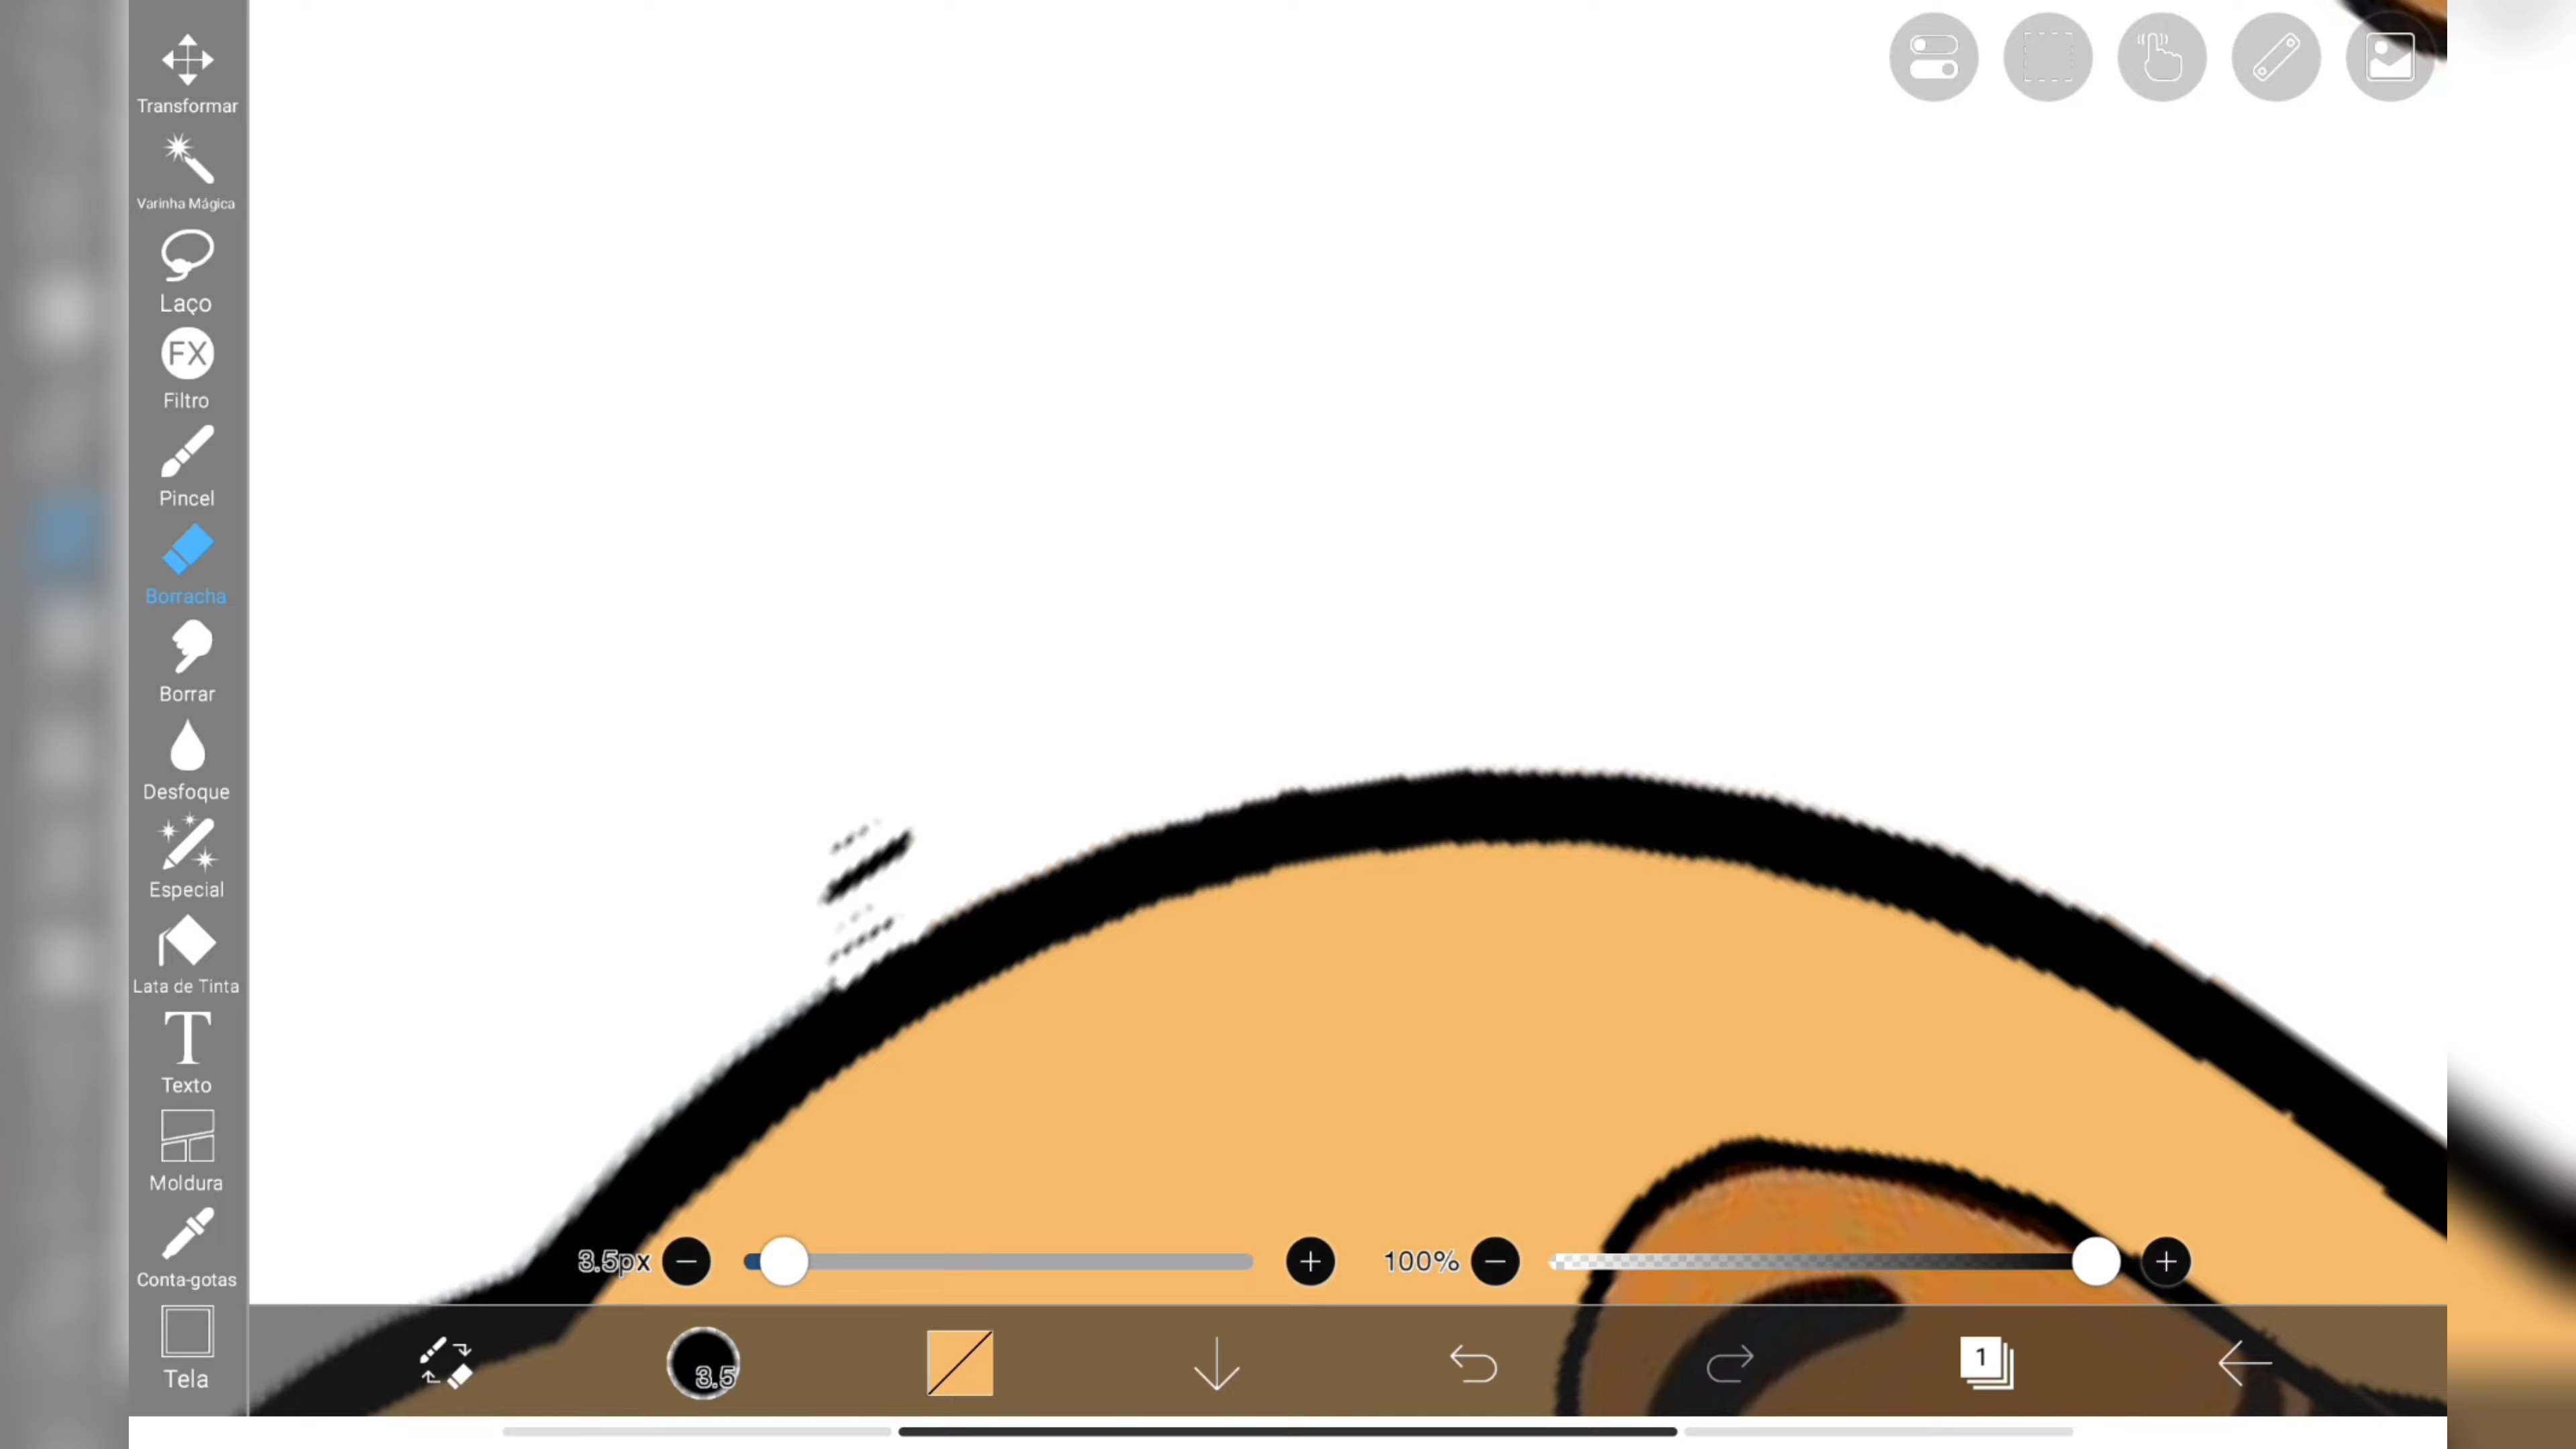 Transformar
Varinha Mágica
Laço
FX
Filtro
Pincel
Borracha
Borrar
Desfoque
Especial
Lata de Tinta
T
Texto
Moldura
Conta-gotas
Tela
3.5px
100%
3.5
1